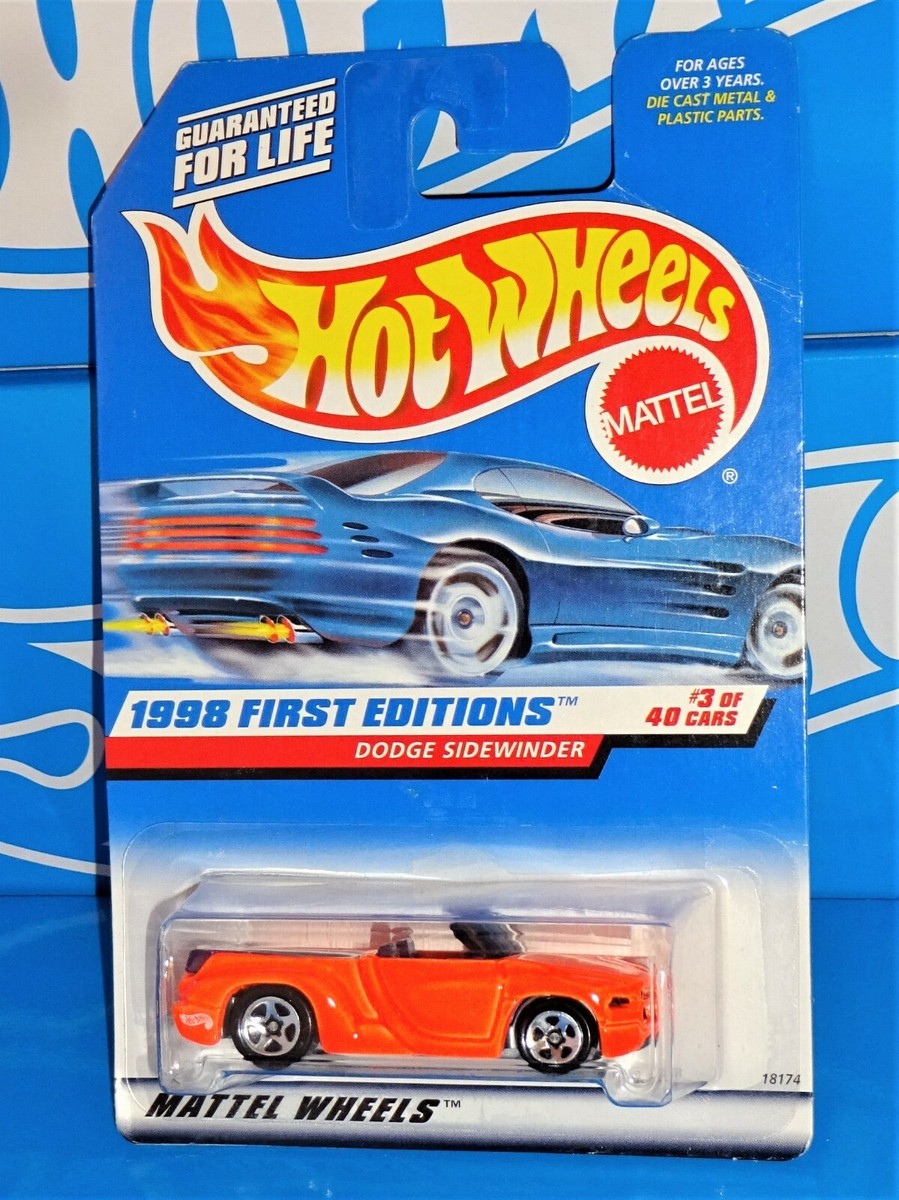 GUARANTEED
FOR LIFE
FOR AGES
OVER 3 YEARS.
DIE CAST METAL &
PLASTIC PARTS.
HOT WHEELS
MATTEL
®
1998 FIRST EDITIONS™
#3 OF
40 CARS
DODGE SIDEWINDER
18174
MATTEL WHEELS™